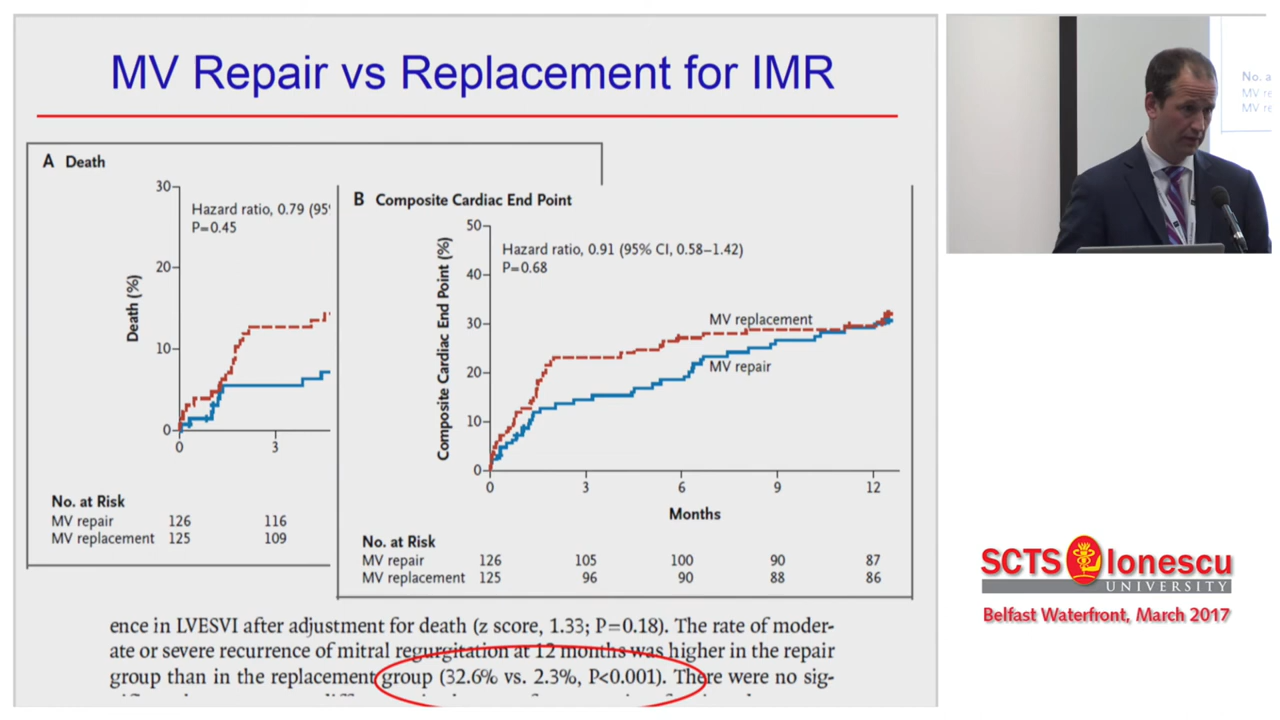 MV Repair vs Replacement for IMR
A Death
30
20
10
0
Death (%)
Hazard ratio, 0.79 (95
P=0.45
0 3
No. at Risk
MV repair 126 116
MV replacement 125 109
B Composite Cardiac End Point
50
40
30
20
10
0
Composite Cardiac End Point (%)
Hazard ratio, 0.91 (95% CI, 0.58–1.42)
P=0.68
MV replacement
MV repair
0 3 6 9 12
Months
No. at Risk
MV repair 126 105 100 90 87
MV replacement 125 96 90 88 86
ence in LVESVI after adjustment for death (z score, 1.33; P=0.18). The rate of moder-
ate or severe recurrence of mitral regurgitation at 12 months was higher in the repair
group than in the replacement group (32.6% vs. 2.3%, P<0.001). There were no sig-
No. a
MV re
MV re
SCTS Ionescu
UNIVERSITY
Belfast Waterfront, March 2017